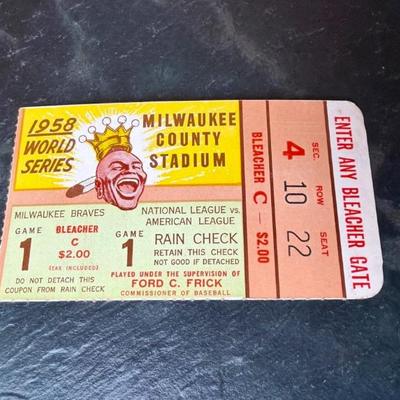 1958
WORLD
SERIES
MILWAUKEE
COUNTY
STADIUM
MILWAUKEE BRAVES
NATIONAL LEAGUE vs.
AMERICAN LEAGUE
GAME
1
BLEACHER
C
$2.00
(TAX INCLUDED)
DO NOT DETACH THIS
COUPON FROM RAIN CHECK
GAME
1
RAIN CHECK
RETAIN THIS CHECK
NOT GOOD IF DETACHED
PLAYED UNDER THE SUPERVISION OF
FORD C. FRICK
COMMISSIONER OF BASEBALL
BLEACHER C — $2.00
4 SEC.
10 ROW
22 SEAT
ENTER ANY BLEACHER GATE